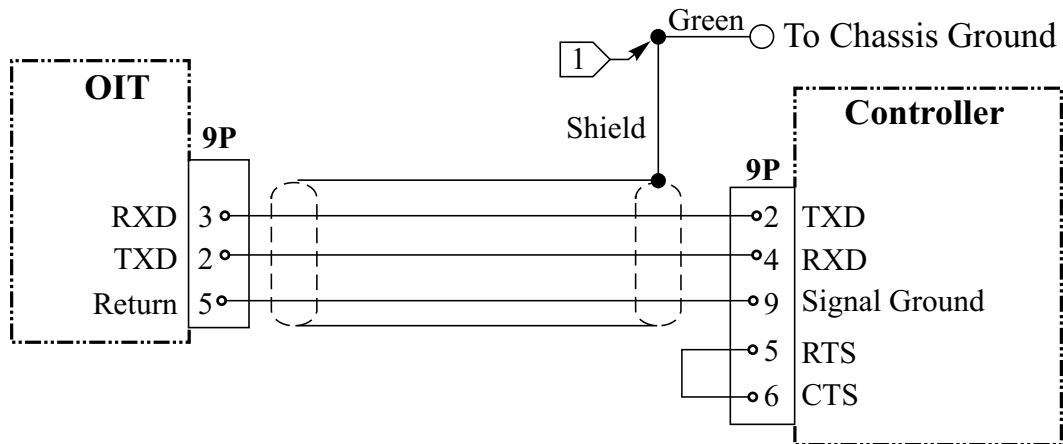 Green
To Chassis Ground
1
OIT
Controller
Shield
9P
9P
RXD 3
2 TXD
TXD 2
4 RXD
Return 5
9 Signal Ground
5 RTS
6 CTS